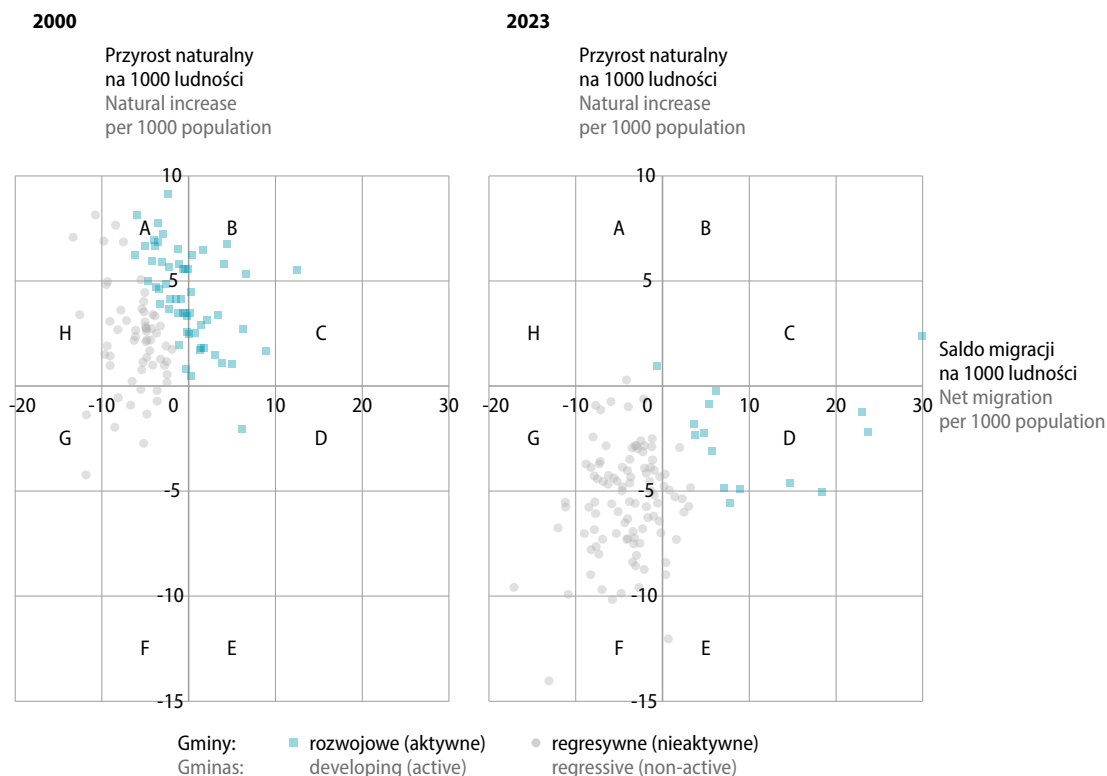 2000
Przyrost naturalny
na 1000 ludności
Natural increase
per 1000 population
10
A
B
5
H
C
-20
-10
0
10
20
30
G
D
-5
-10
F
E
-15
2023
Przyrost naturalny
na 1000 ludności
Natural increase
per 1000 population
10
A
B
5
H
C
-20
-10
0
10
20
30
G
D
-5
-10
F
E
-15
Saldo migracji
na 1000 ludności
Net migration
per 1000 population
Gminy: rozwojowe (aktywne) regresywne (nieaktywne)
Gminas: developing (active) regressive (non-active)